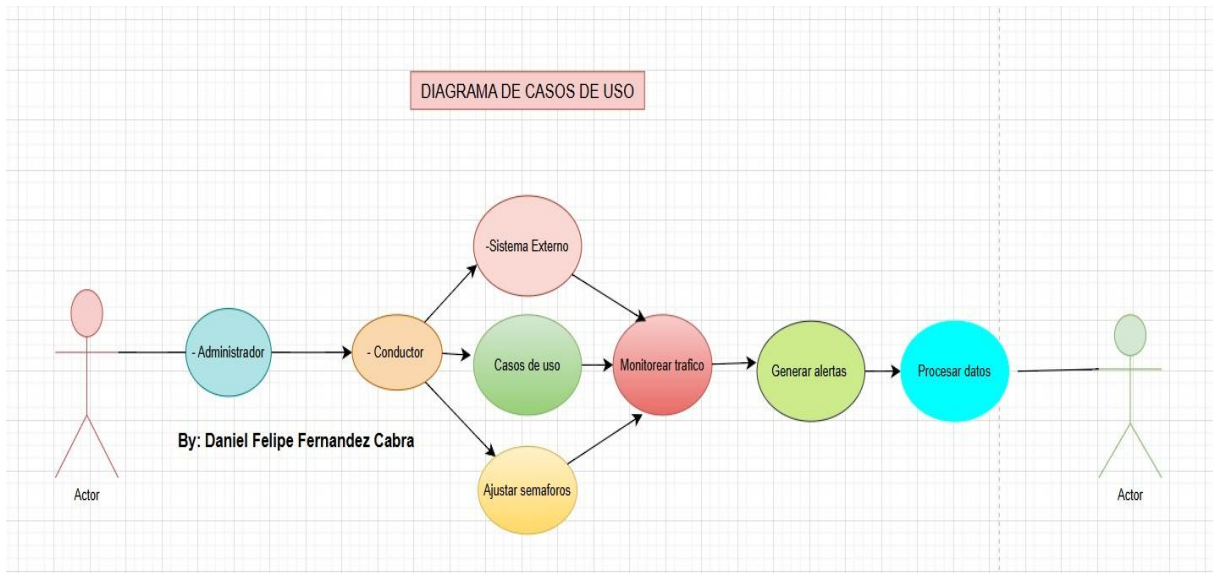 DIAGRAMA DE CASOS DE USO
-Sistema Externo
- Administrador
- Conductor
Casos de uso
Monitorear trafico
Generar alertas
Procesar datos
By: Daniel Felipe Fernandez Cabra
Ajustar semaforos
Actor
Actor